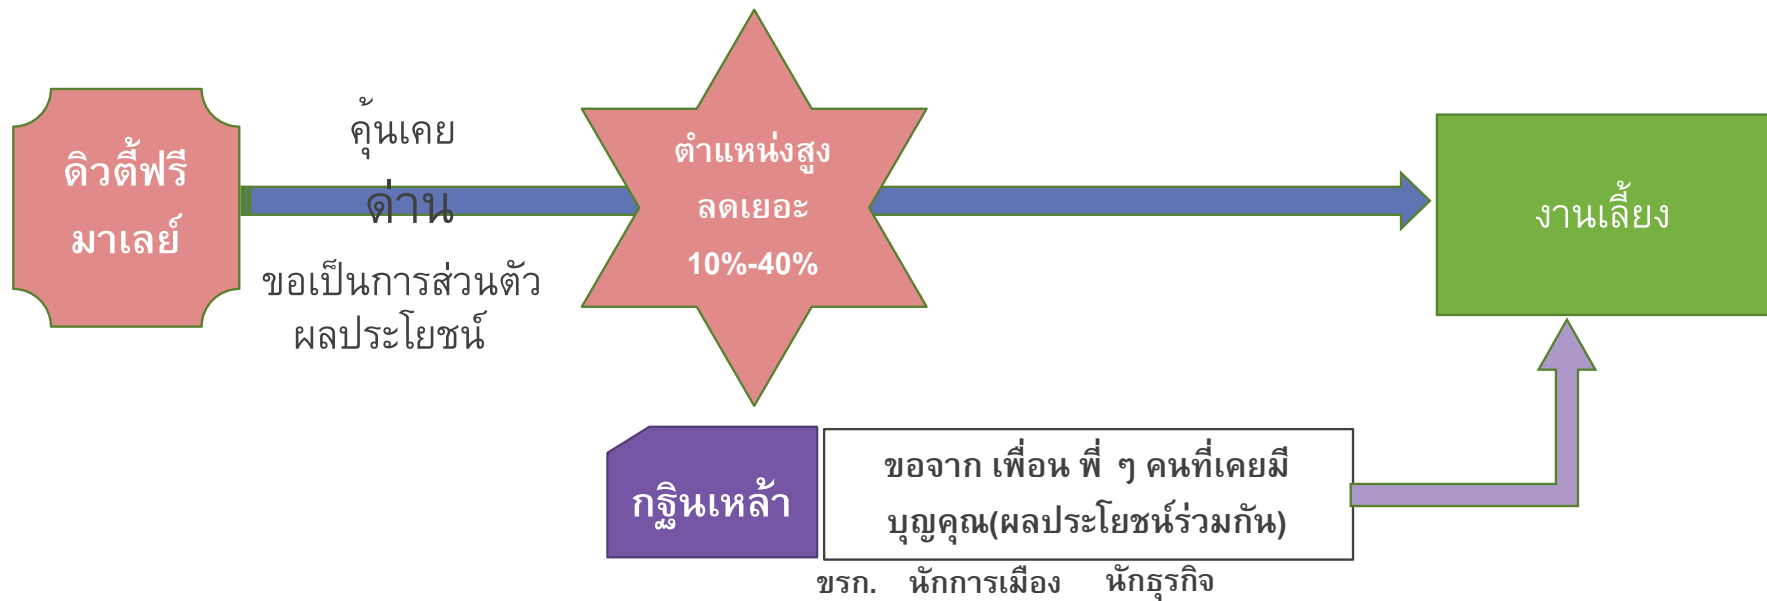 ดิวตี้ฟรี
มาเลย์
คุ้นเคย
ด่าน
ขอเป็นการส่วนตัว
ผลประโยชน์
ตำแหน่งสูง
ลดเยอะ
10%-40%
งานเลี้ยง
กฐินเหล้า
ขอจาก เพื่อน พี่ ๆ คนที่เคยมี
บุญคุณ(ผลประโยชน์ร่วมกัน)
ขรก. นักการเมือง นักธุรกิจ